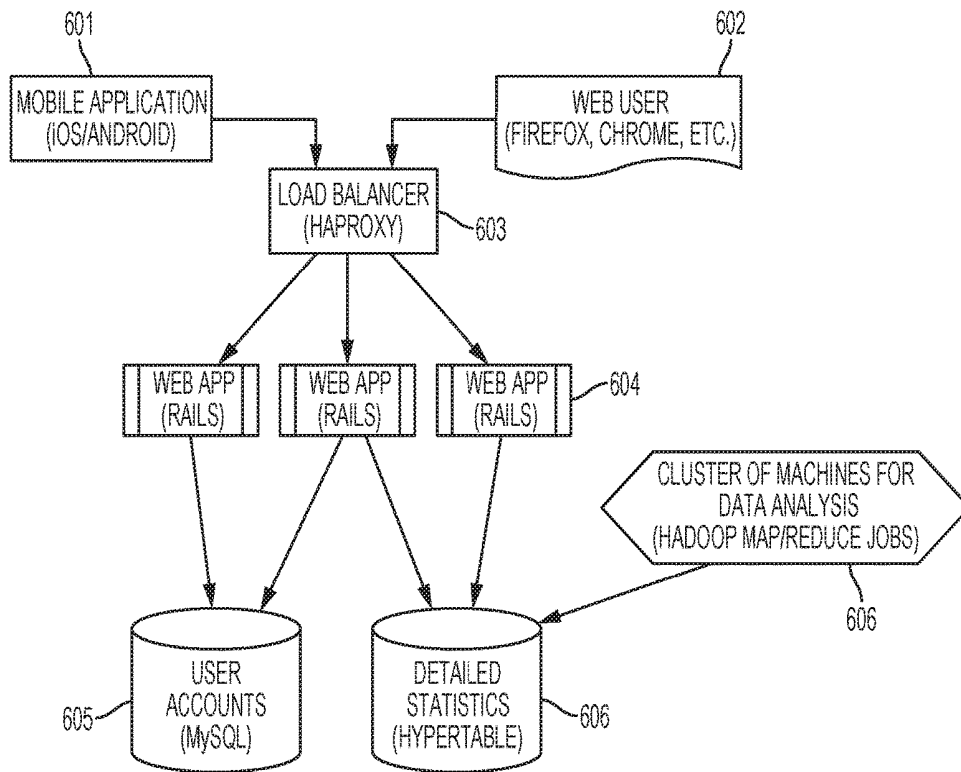 601
602
MOBILE APPLICATION
(iOS/ANDROID)
WEB USER
(FIREFOX, CHROME, ETC.)
LOAD BALANCER
(HAPROXY)
603
WEB APP
(RAILS)
WEB APP
(RAILS)
WEB APP
(RAILS)
604
CLUSTER OF MACHINES FOR
DATA ANALYSIS
(HADOOP MAP/REDUCE JOBS)
606
USER
ACCOUNTS
(MySQL)
605
DETAILED
STATISTICS
(HYPERTABLE)
606